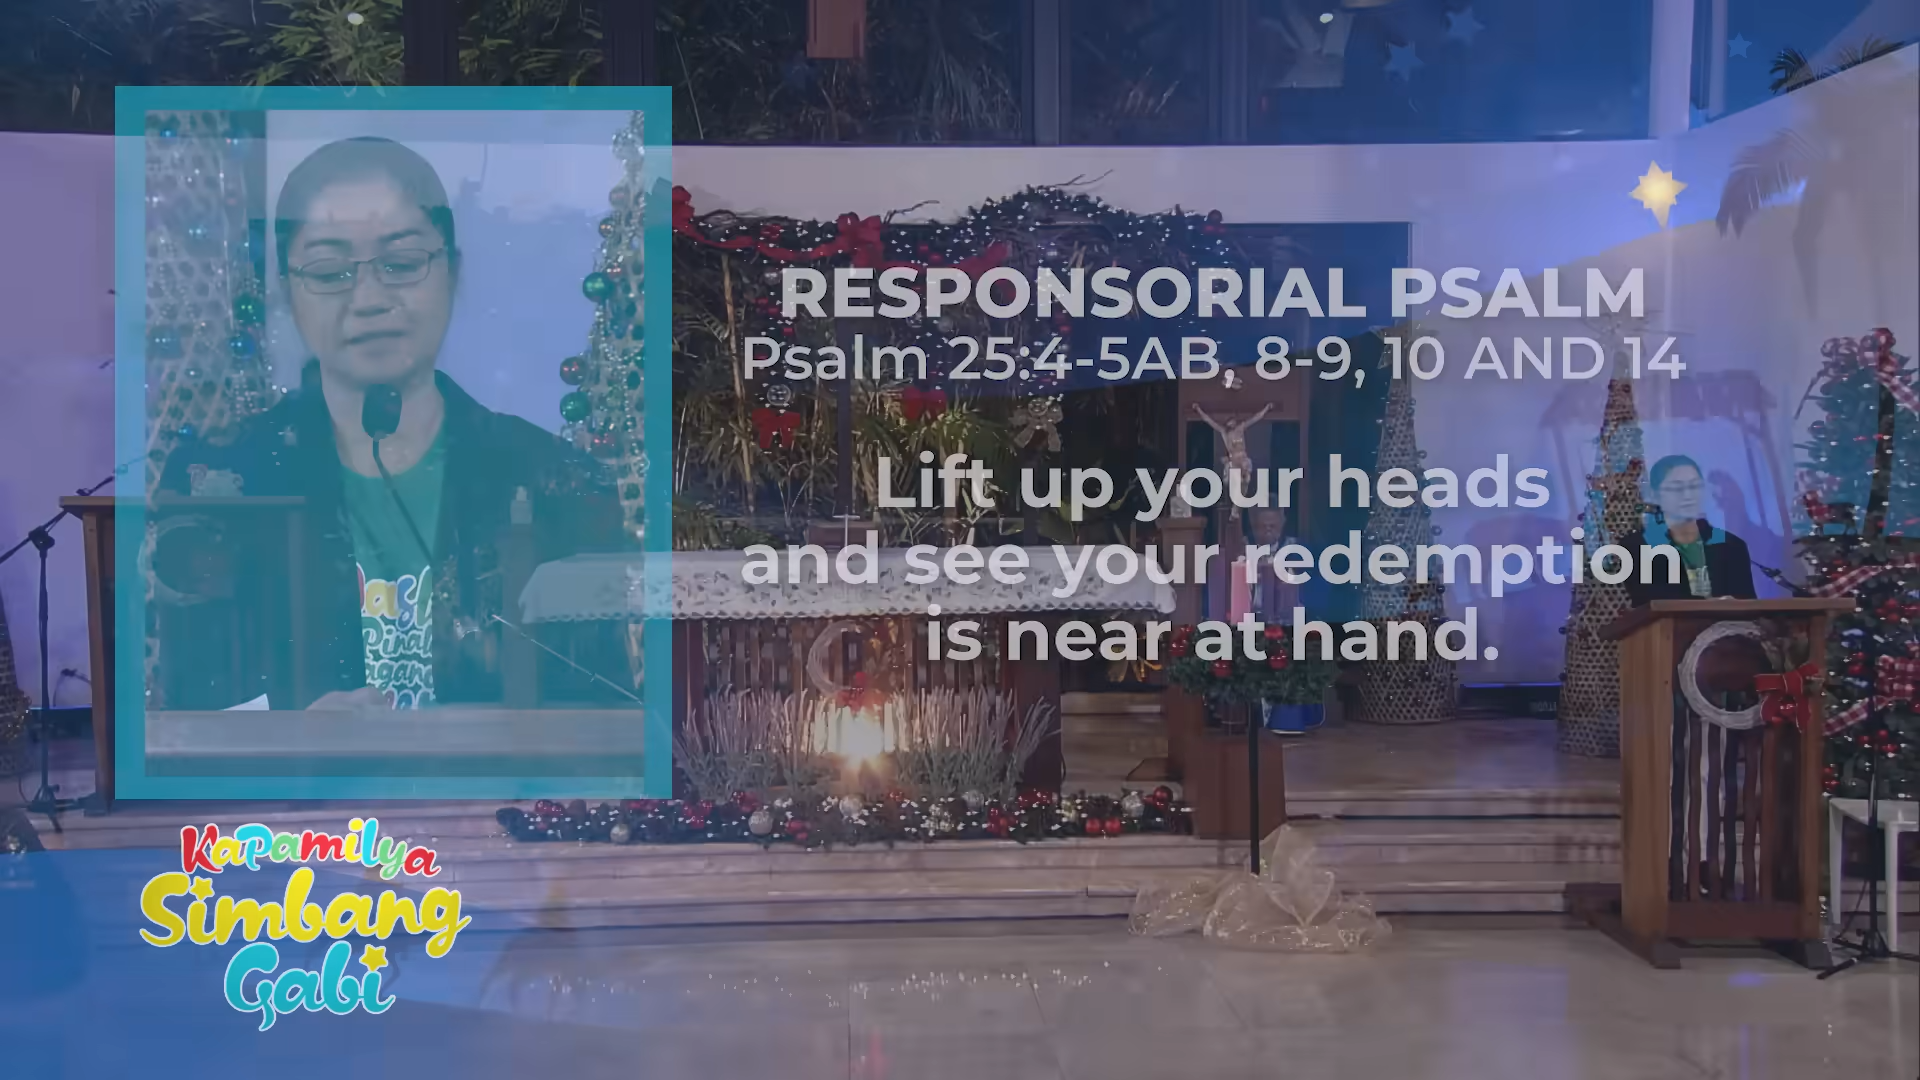 RESPONSORIAL PSALM
Psalm 25:4-5AB, 8-9, 10 AND 14
Lift up your heads
and see your redemption
is near at hand.
Kapamilya
Simbang
Gabi